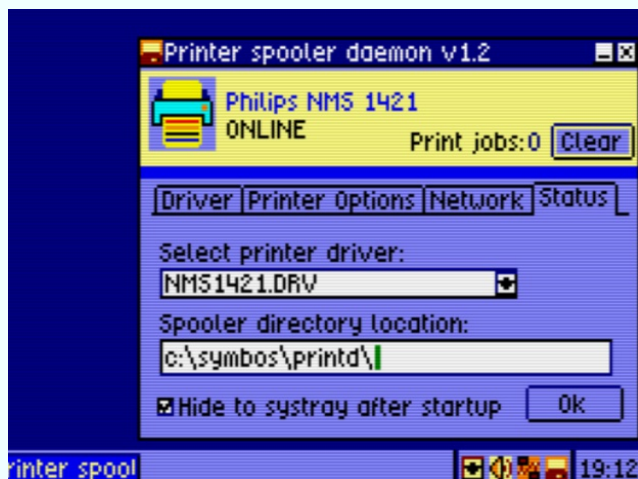 Printer spooler daemon v1.2
Philips NMS 1421
ONLINE
Print jobs:0 Clear
Driver Printer Options Network Status
Select printer driver:
NMS1421.DRV
Spooler directory location:
c:\symbos\printd\
Hide to systray after startup Ok
rinter spool 19:12